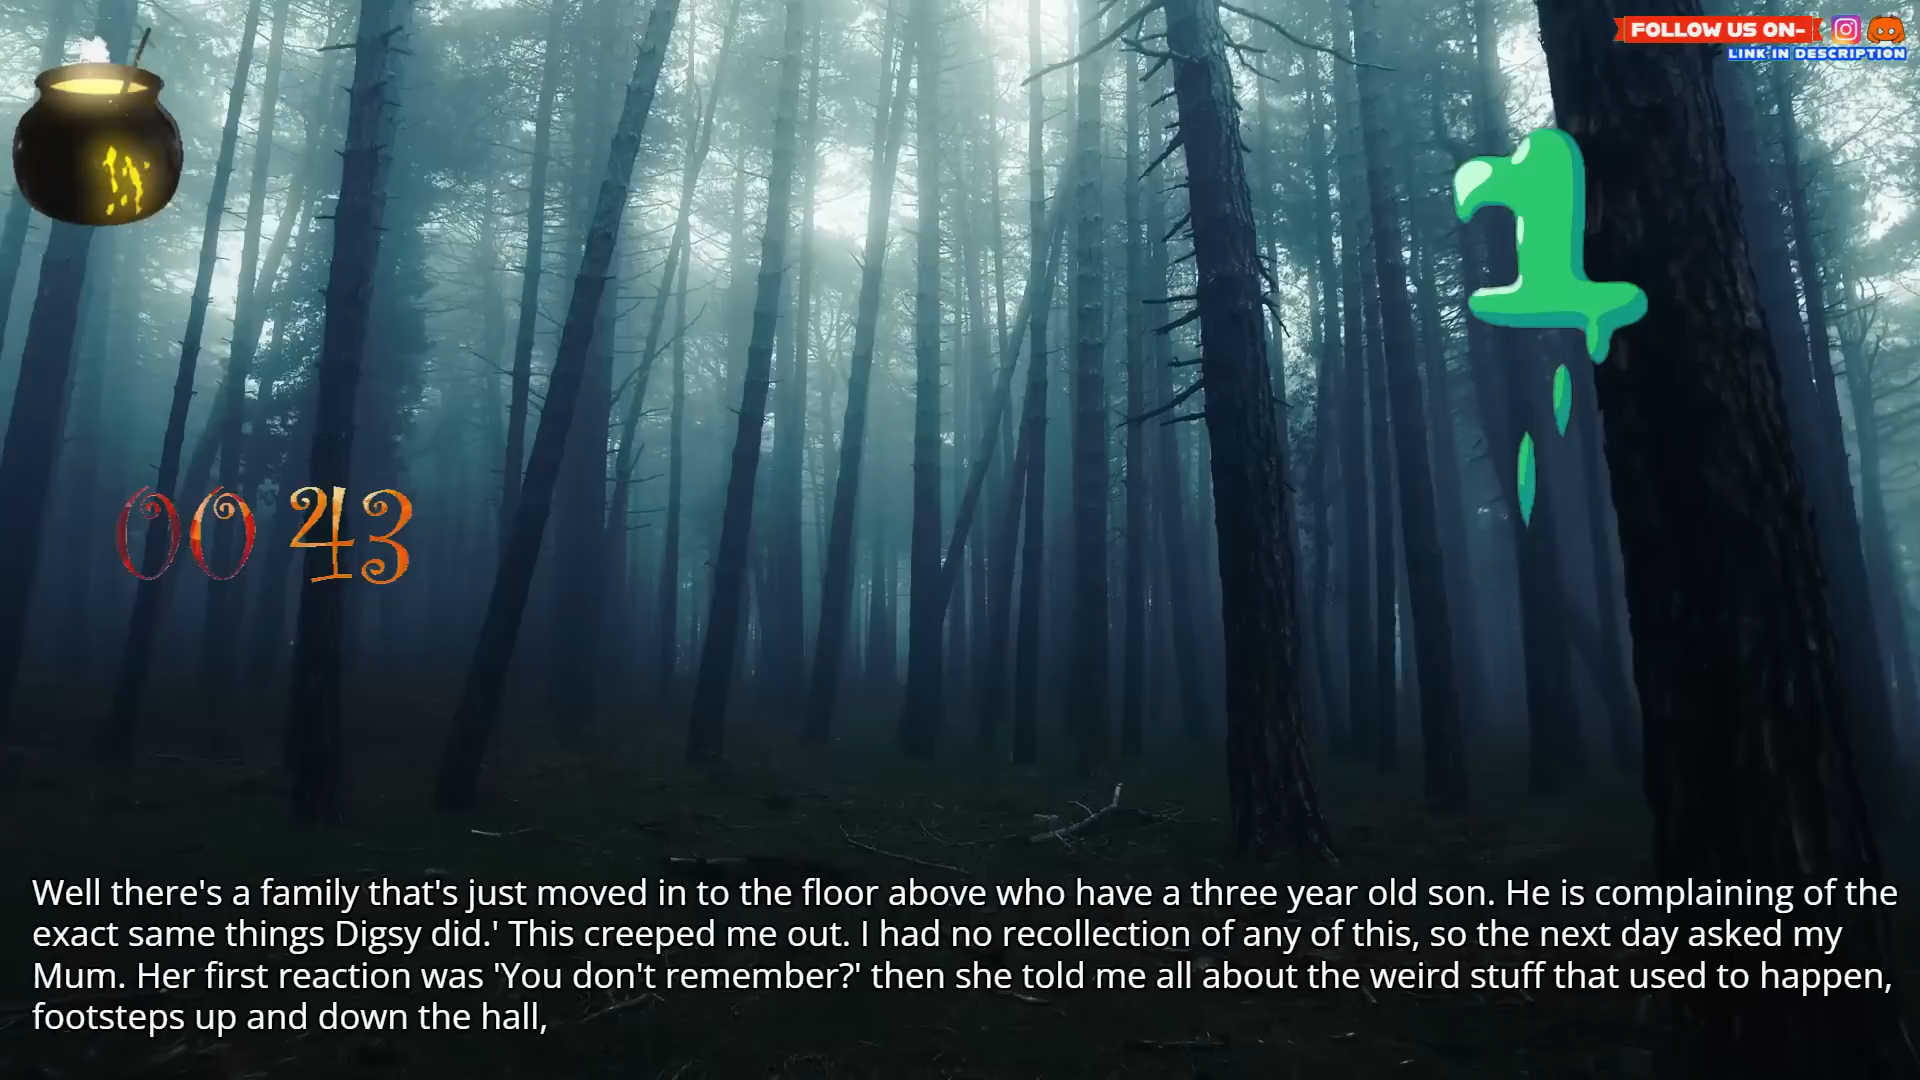 FOLLOW US ON-
LINK IN DESCRIPTION
1
00 43
Well there's a family that's just moved in to the floor above who have a three year old son. He is complaining of the
exact same things Digsy did.' This creeped me out. I had no recollection of any of this, so the next day asked my
Mum. Her first reaction was 'You don't remember?' then she told me all about the weird stuff that used to happen,
footsteps up and down the hall,